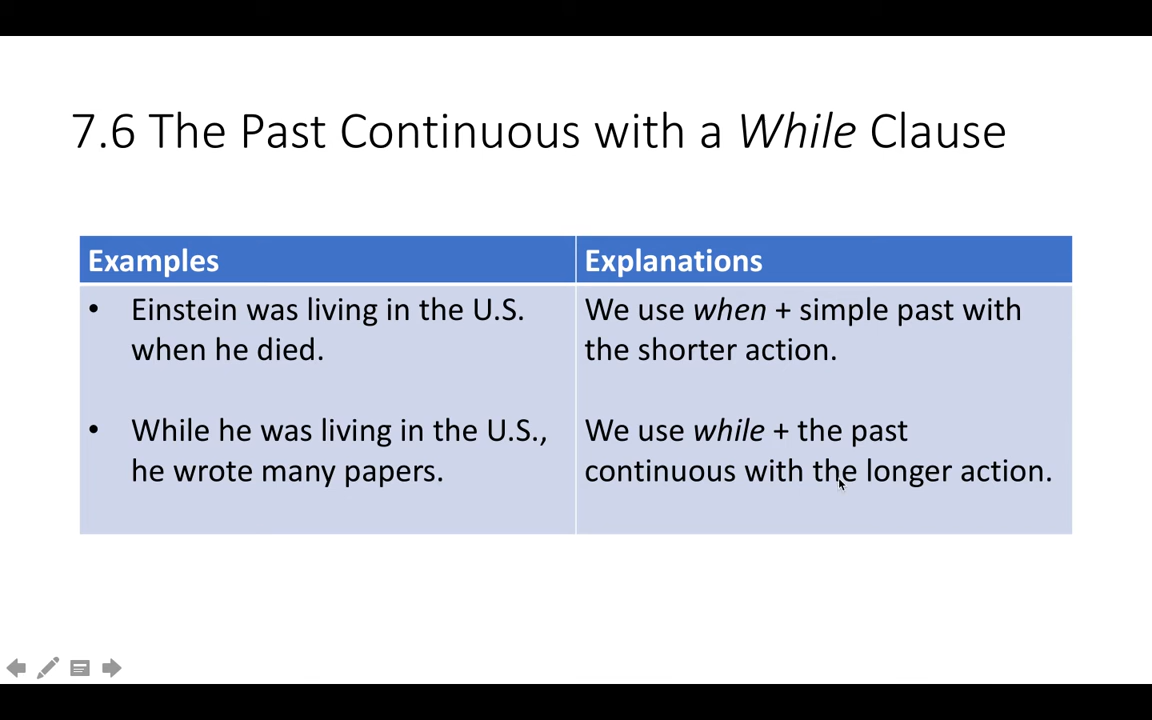 7.6 The Past Continuous with a While Clause
Examples
Explanations
• Einstein was living in the U.S.
when he died.
We use when + simple past with
the shorter action.
• While he was living in the U.S.,
he wrote many papers.
We use while + the past
continuous with the longer action.